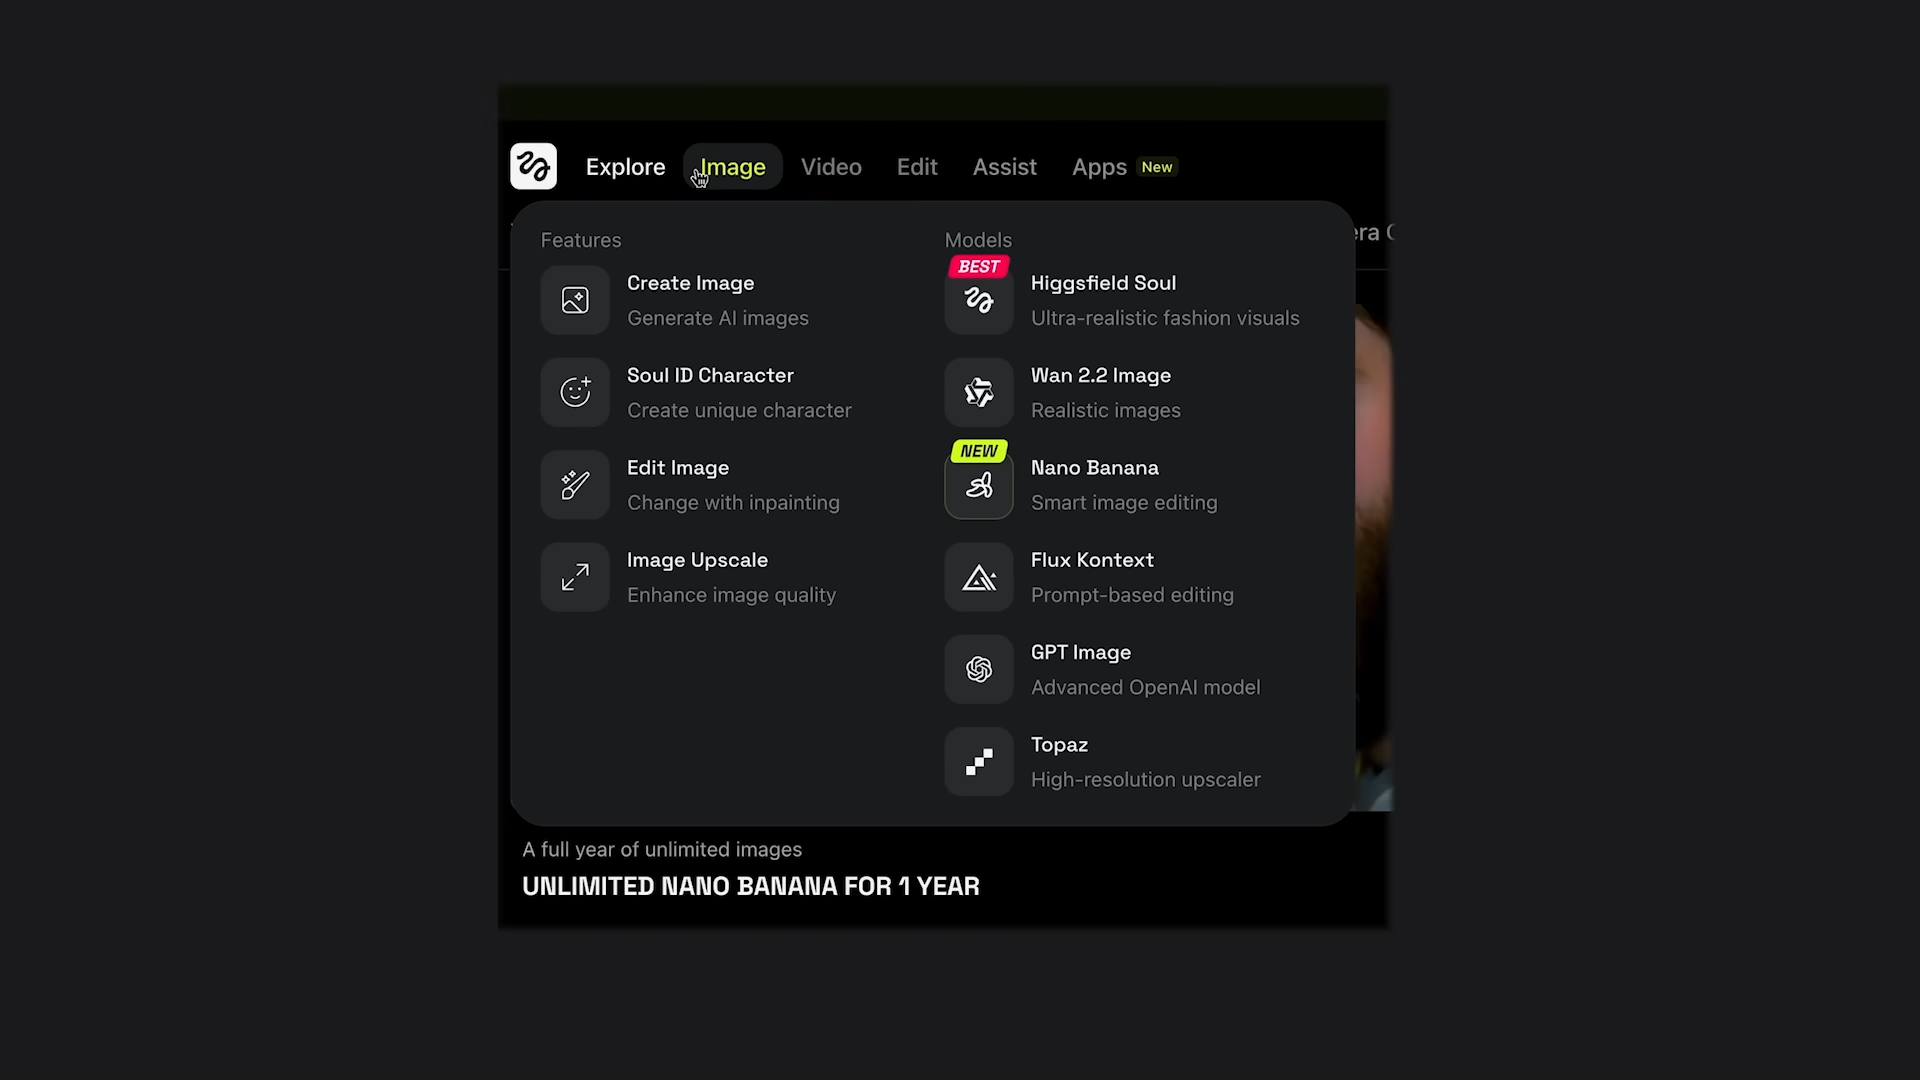 Explore Image Video Edit Assist Apps New
Features
Create Image
Generate AI images
Soul ID Character
Create unique character
Edit Image
Change with inpainting
Image Upscale
Enhance image quality
Models
BEST
Higgsfield Soul
Ultra-realistic fashion visuals
Wan 2.2 Image
Realistic images
NEW
Nano Banana
Smart image editing
Flux Kontext
Prompt-based editing
GPT Image
Advanced OpenAI model
Topaz
High-resolution upscaler
A full year of unlimited images
UNLIMITED NANO BANANA FOR 1 YEAR